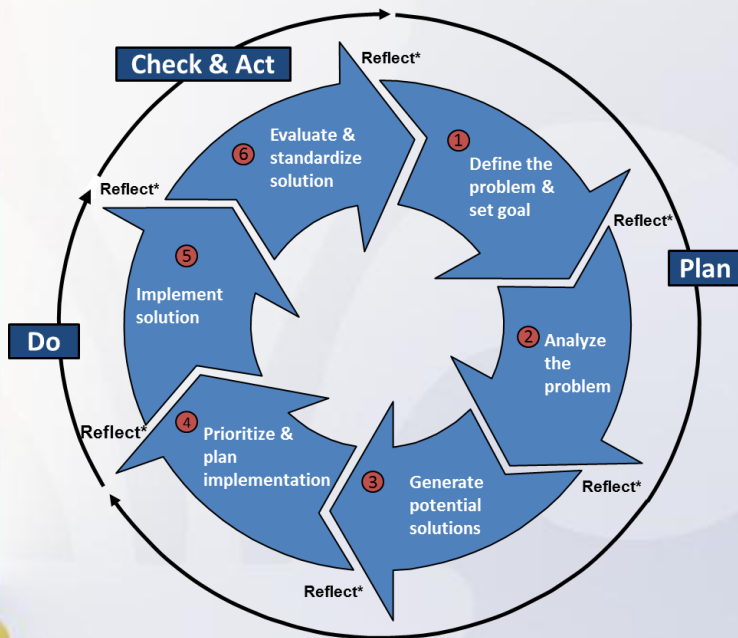 Check & Act
Reflect*
1
Define the
problem &
set goal
Reflect*
Plan
2
Analyze
the
problem
Reflect*
3
Generate
potential
solutions
Reflect*
4
Prioritize &
plan
implementation
Reflect*
Do
5
Implement
solution
Reflect*
6
Evaluate &
standardize
solution